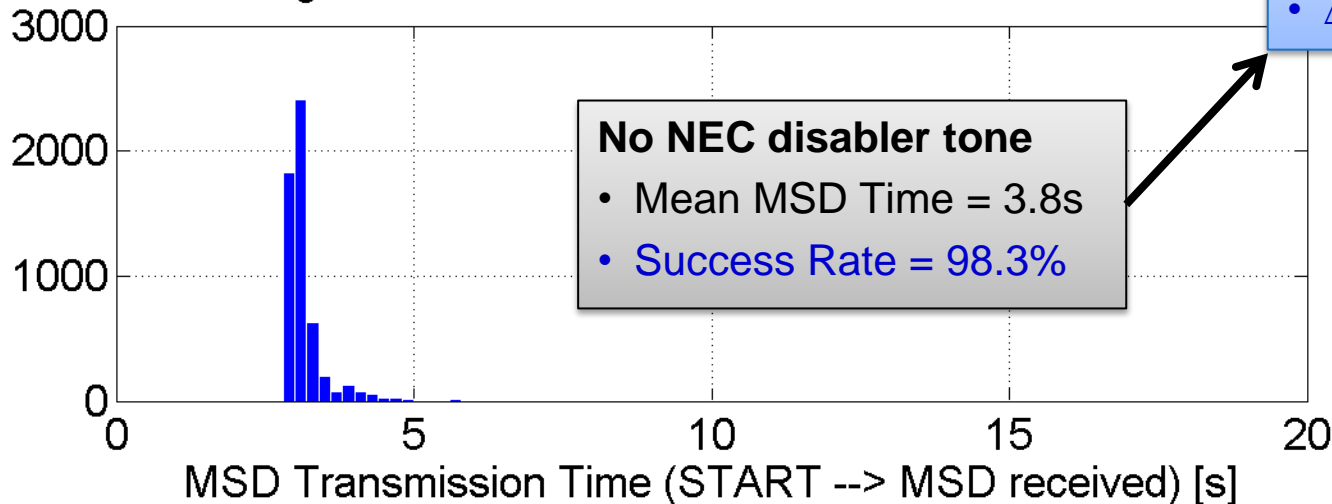 3000
2000
1000
0
0 5 10 15 20
MSD Transmission Time (START --> MSD received) [s]
No NEC disabler tone
• Mean MSD Time = 3.8s
• Success Rate = 98.3%